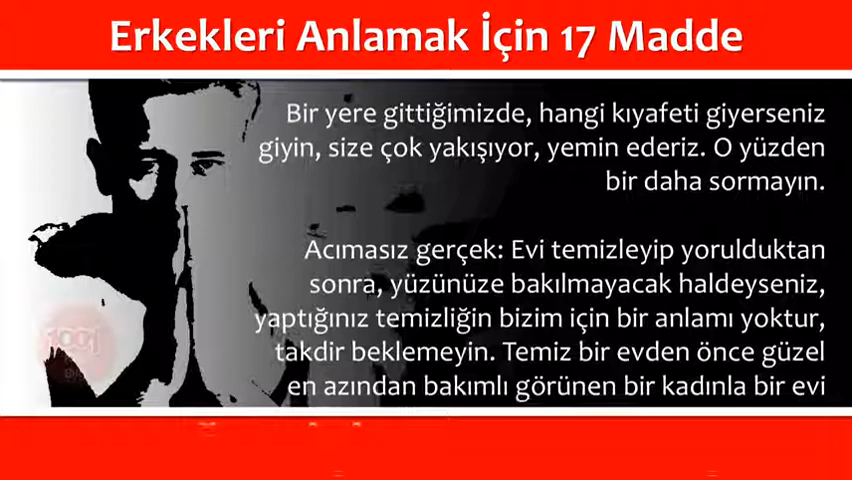 Erkekleri Anlamak İçin 17 Madde
Bir yere gittiğimizde, hangi kıyafeti giyerseniz
giyin, size çok yakışıyor, yemin ederiz. O yüzden
bir daha sormayın.
Acımasız gerçek: Evi temizleyip yorulduktan
sonra, yüzünüze bakılmayacak haldeyseniz,
yaptığınız temizliğin bizim için bir anlamı yoktur,
takdir beklemeyin. Temiz bir evden önce güzel
en azından bakımlı görünen bir kadınla bir evi
1001